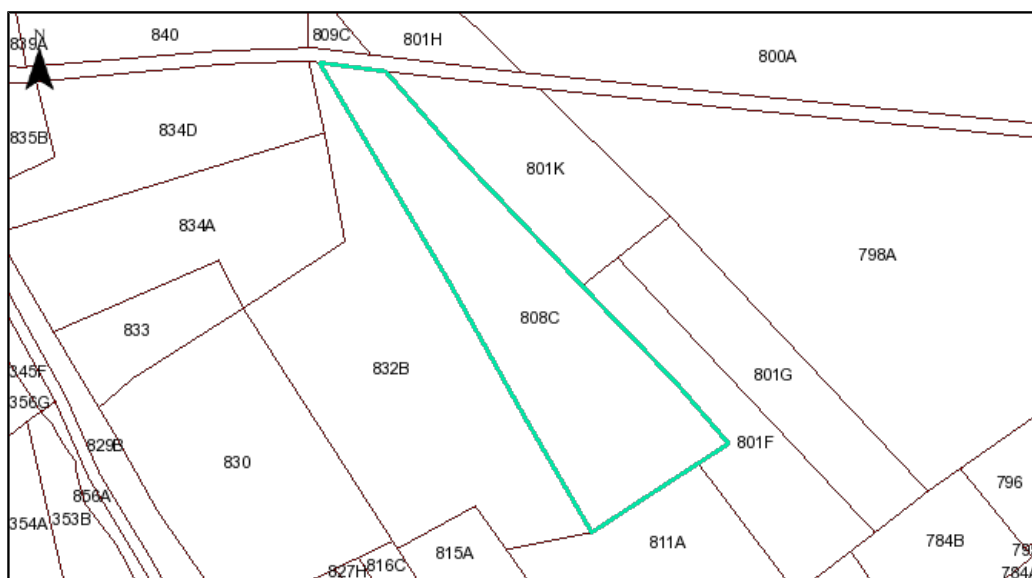 840
809C
801H
800A
839A
N
835B
834D
801K
834A
798A
833
808C
345F
832B
801G
356G
829B
830
801F
796
856A
353B
354A
811A
784B
815A
816C
827H